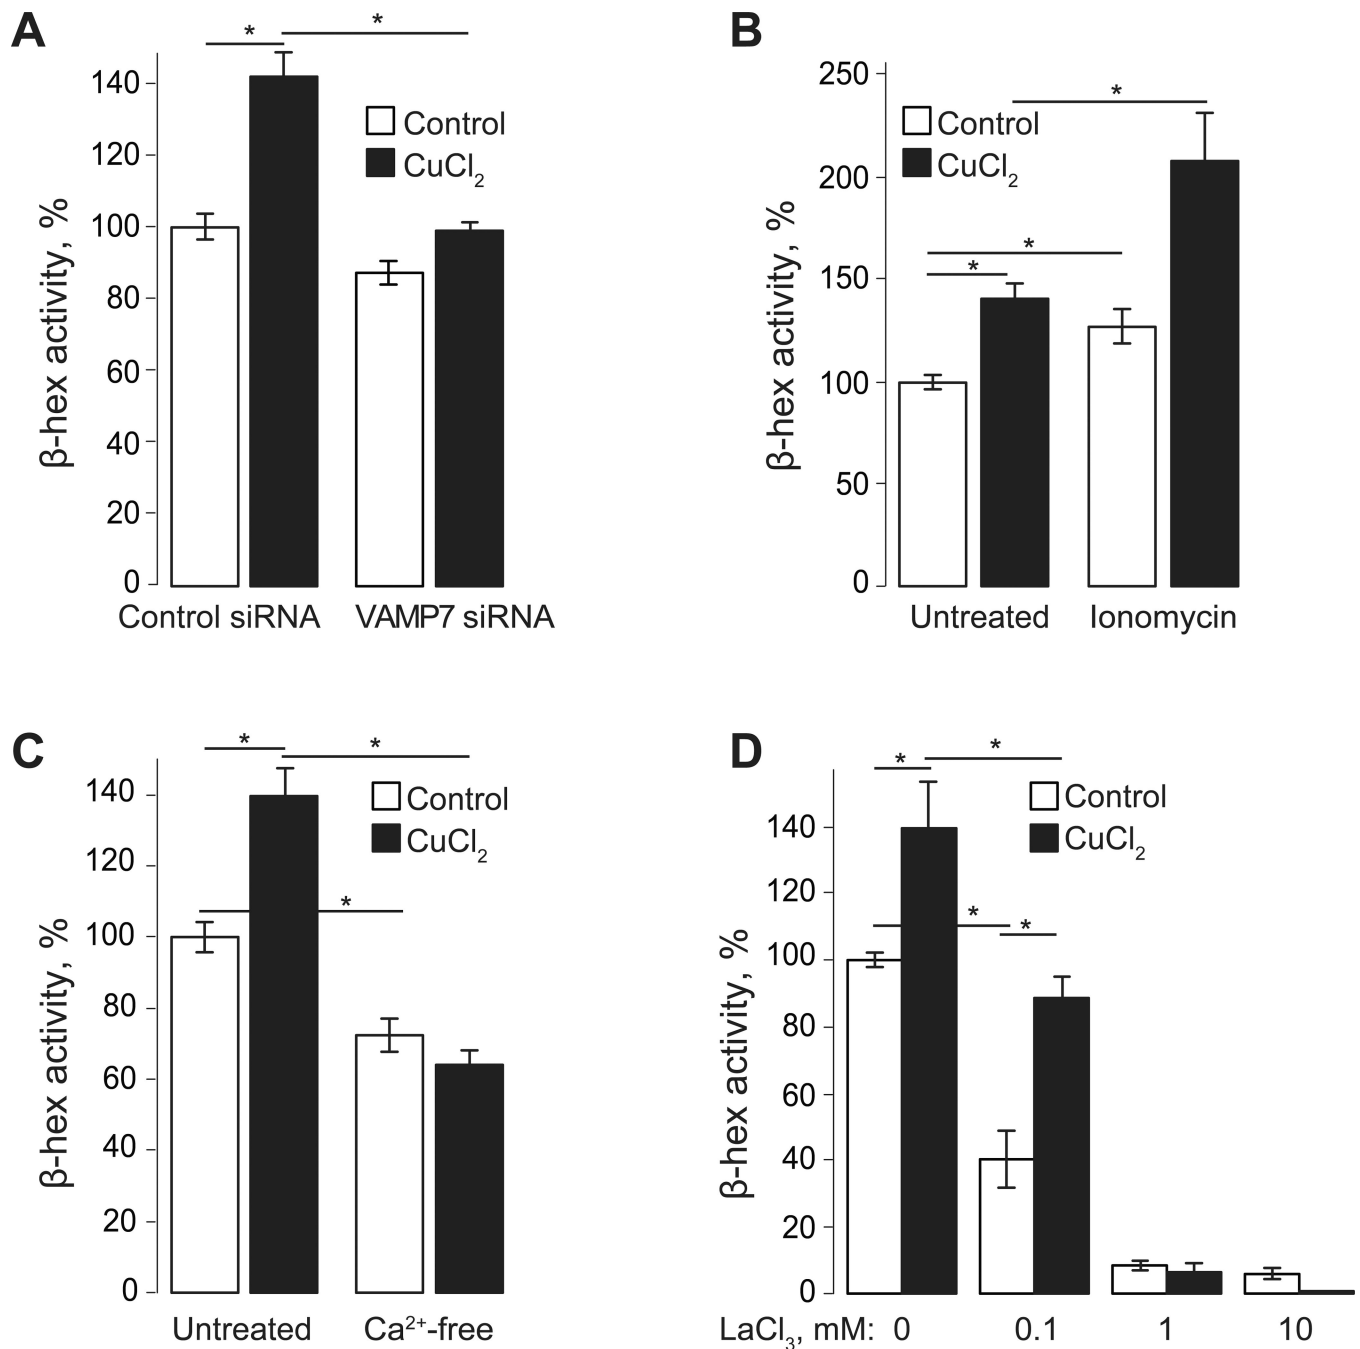 A
*
*
140
120
100
80
60
40
20
0
β-hex activity, %
Control
CuCl₂
Control siRNA
VAMP7 siRNA
B
*
*
*
250
200
150
100
50
0
β-hex activity, %
Control
CuCl₂
Untreated
Ionomycin
C
*
*
*
140
120
100
80
60
40
20
0
β-hex activity, %
Control
CuCl₂
Untreated
Ca²⁺-free
D
*
*
*
*
140
120
100
80
60
40
20
0
β-hex activity, %
Control
CuCl₂
LaCl₃, mM: 0 0.1 1 10